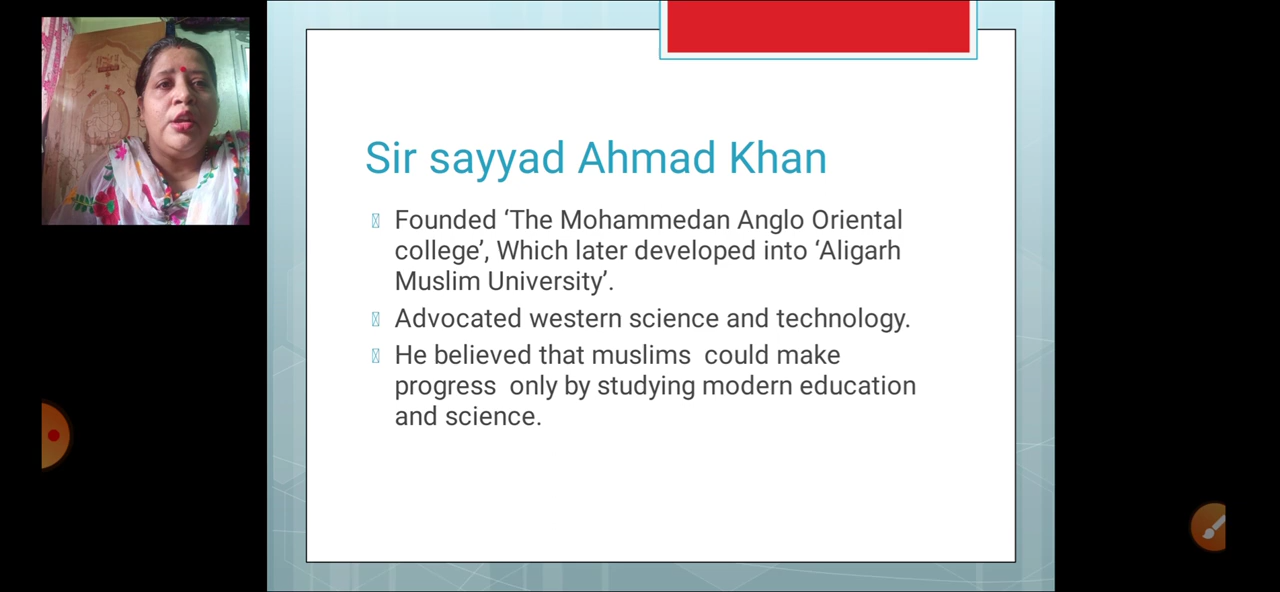 Sir sayyad Ahmad Khan
Founded ‘The Mohammedan Anglo Oriental
college’, Which later developed into ‘Aligarh
Muslim University’.
Advocated western science and technology.
He believed that muslims  could make
progress  only by studying modern education
and science.